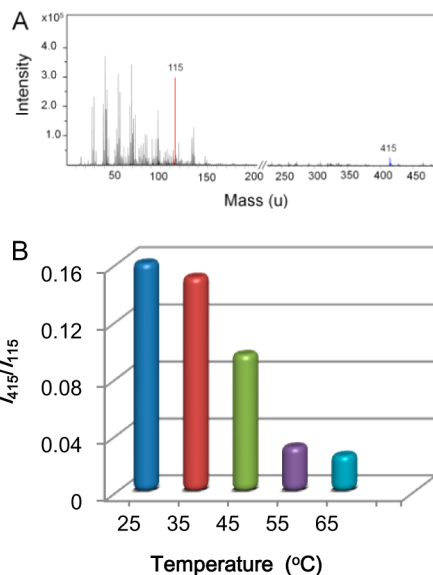 A
x10⁵
4.0
3.0
2.0
1.0
Intensity
115
415
50 100 150 200 250 300 350 400 450
Mass (u)
B
0.16
0.12
0.08
0.04
0
I₄₁₅/I₁₁₅
25 35 45 55 65
Temperature (°C)